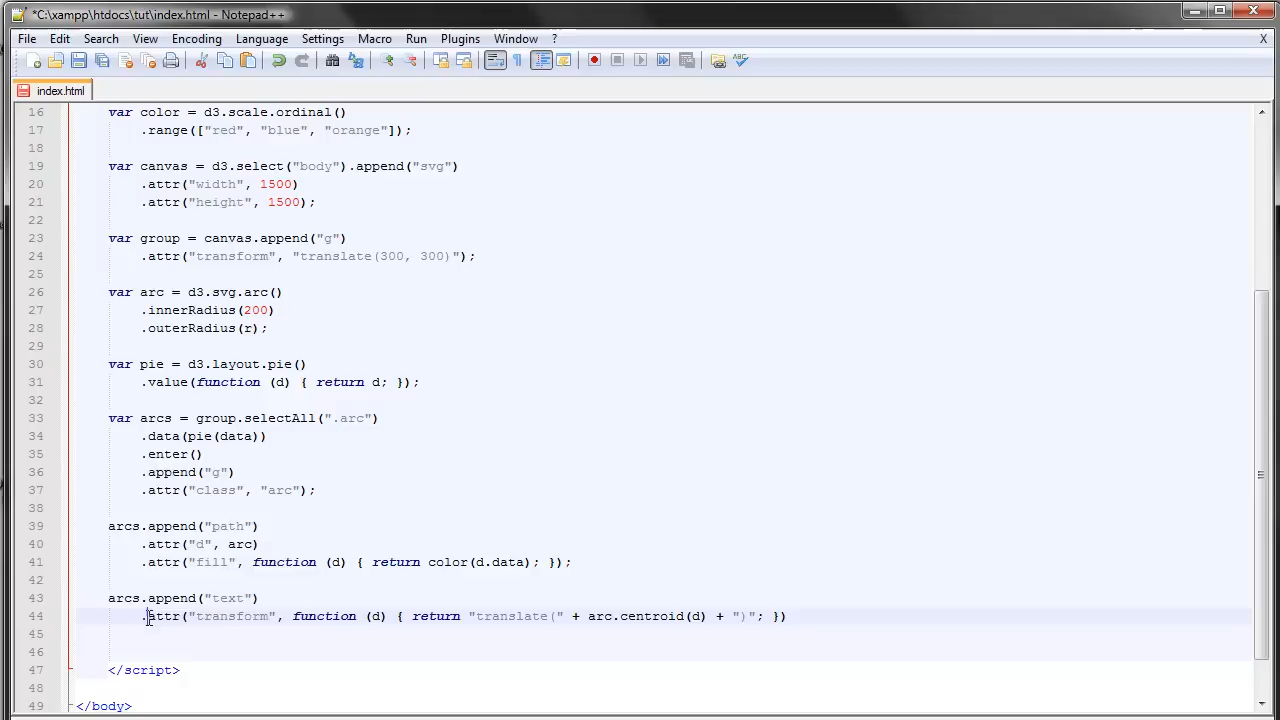 *C:\xampp\htdocs\tut\index.html - Notepad++
File Edit Search View Encoding Language Settings Macro Run Plugins Window ? X
index.html
16 var color = d3.scale.ordinal()
17 .range(["red", "blue", "orange"]);
18
19 var canvas = d3.select("body").append("svg")
20 .attr("width", 1500)
21 .attr("height", 1500);
22
23 var group = canvas.append("g")
24 .attr("transform", "translate(300, 300)");
25
26 var arc = d3.svg.arc()
27 .innerRadius(200)
28 .outerRadius(r);
29
30 var pie = d3.layout.pie()
31 .value(function (d) { return d; });
32
33 var arcs = group.selectAll(".arc")
34 .data(pie(data))
35 .enter()
36 .append("g")
37 .attr("class", "arc");
38
39 arcs.append("path")
40 .attr("d", arc)
41 .attr("fill", function (d) { return color(d.data); });
42
43 arcs.append("text")
44 .attr("transform", function (d) { return "translate(" + arc.centroid(d) + ")"; })
45
46
47 </script>
48
49 </body>